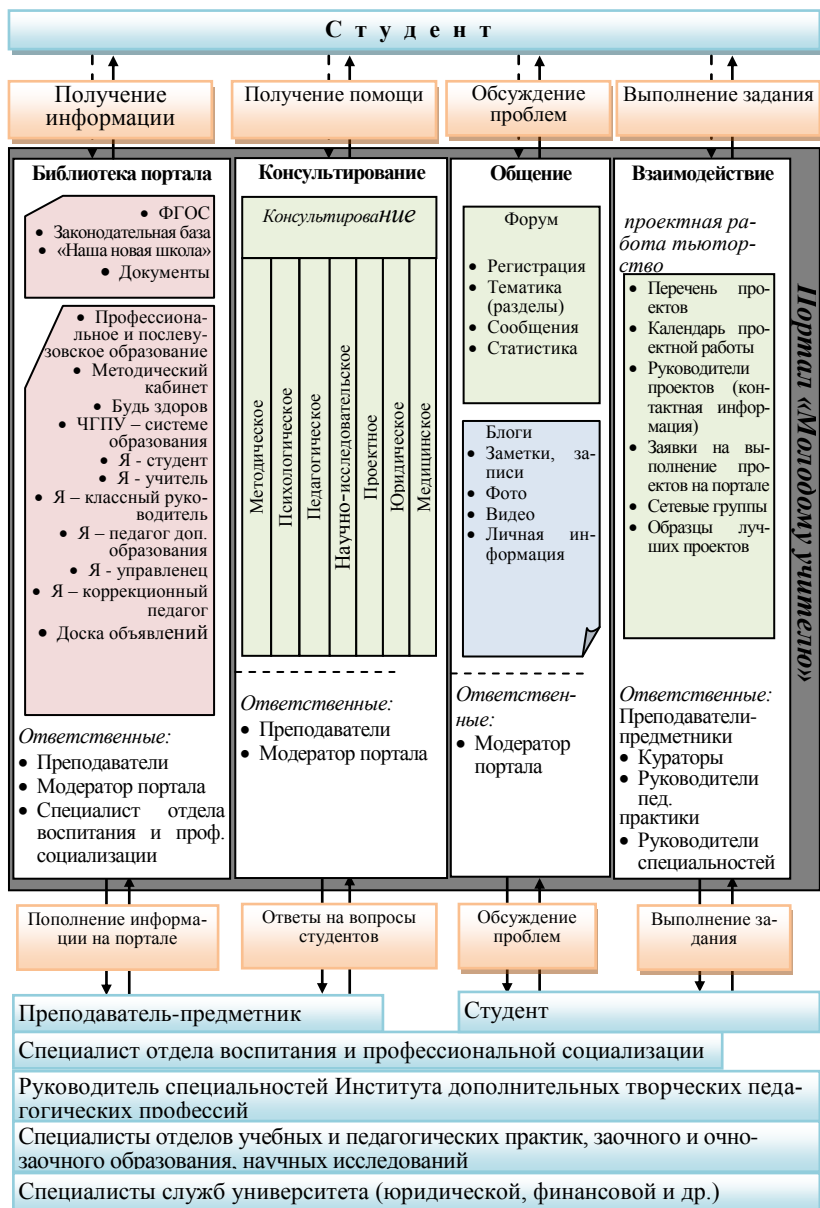 С т у д е н т
Получение
информации
Получение помощи
Обсуждение
проблем
Выполнение задания
Библиотека портала
• ФГОС
• Законодательная база
• «Наша новая школа»
• Документы
• Профессиона-
льное и послеву-
зовское образование
• Методический
кабинет
• Будь здоров
• ЧГПУ – системе
образования
• Я - студент
• Я - учитель
• Я – классный руко-
водитель
• Я – педагог доп.
образования
• Я - управленец
• Я – коррекционный
педагог
• Доска объявлений
Ответственные:
• Преподаватели
• Модератор портала
• Специалист отдела
воспитания и проф.
социализации
Консультирование
Консультирование
Методическое
Психологическое
Педагогическое
Научно-исследовательское
Проектное
Юридическое
Медицинское
Ответственные:
• Преподаватели
• Модератор портала
Общение
Форум
• Регистрация
• Тематика
(разделы)
• Сообщения
• Статистика
Блоги
• Заметки, за-
писи
• Фото
• Видео
• Личная ин-
формация
Ответствен-
ные:
• Модератор
портала
Взаимодействие
проектная ра-
бота тьютор-
ство
• Перечень про-
ектов
• Календарь про-
ектной работы
• Руководители
проектов (кон-
тактная инфор-
мация)
• Заявки на вы-
полнение про-
ектов на портале
• Сетевые группы
• Образцы луч-
ших проектов
Ответственные:
Преподаватели-
предметники
• Кураторы
• Руководители
пед.
практики
• Руководители
специальностей
Портал «Молодому учителю»
Пополнение информа-
ции на портале
Ответы на вопросы
студентов
Обсуждение
проблем
Выполнение за-
дания
Преподаватель-предметник
Студент
Специалист отдела воспитания и профессиональной социализации
Руководитель специальностей Института дополнительных творческих педа-
гогических профессий
Специалисты отделов учебных и педагогических практик, заочного и очно-
заочного образования, научных исследований
Специалисты служб университета (юридической, финансовой и др.)